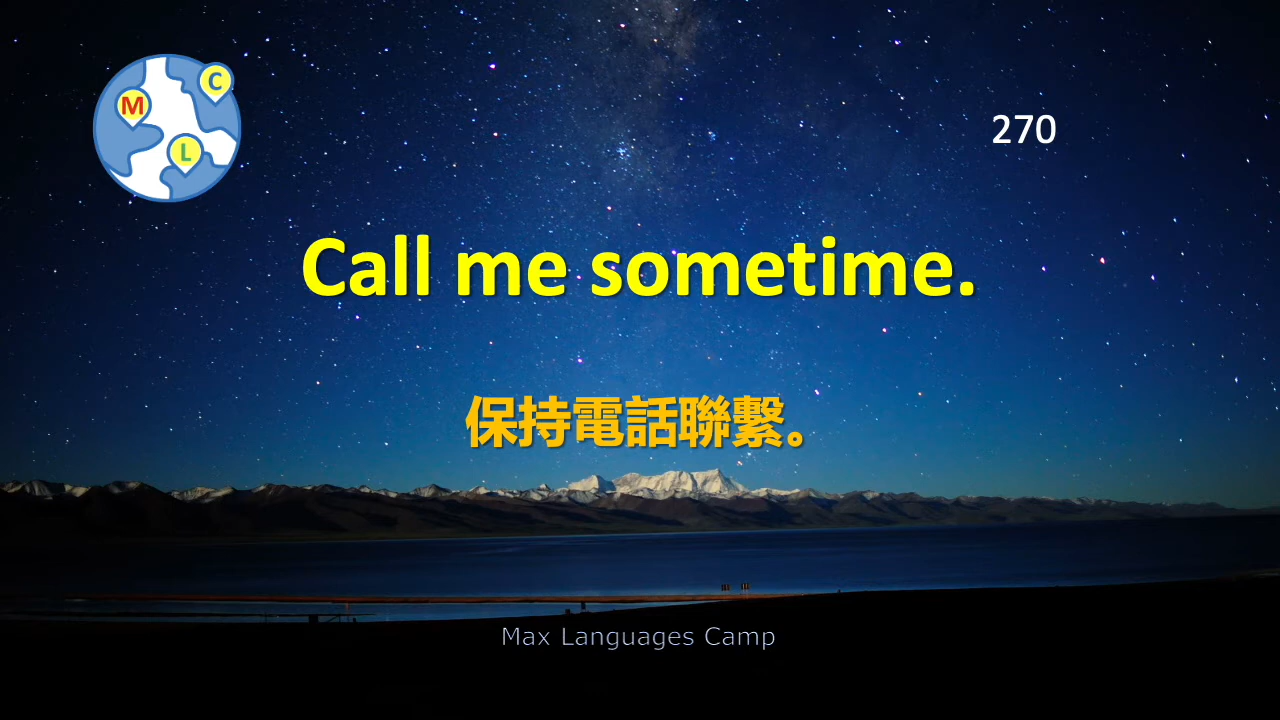 M
C
L
270
Call me sometime.
保持電話聯繫。
Max Languages Camp